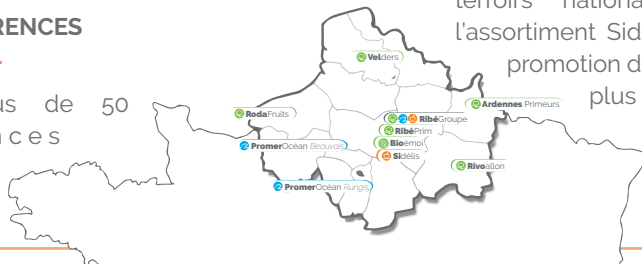 RENCES
us de 50
nces
terroirs nation
l'assortiment Sid
promotion d
plus
Velders
RodaFruits
Ardennes Primeurs
RibéGroupe
RibéPrim
PromerOcéan Beauvais
Bioémoi
Sidélis
Rivoallon
PromerOcéan Rungis